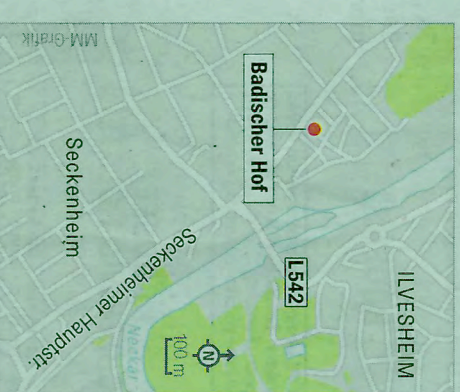 MM-Grafik
Badischer Hof
Seckenheim
Seckenheimer Hauptstr.
L542
ILVESHEIM
Neckar
N
100 m